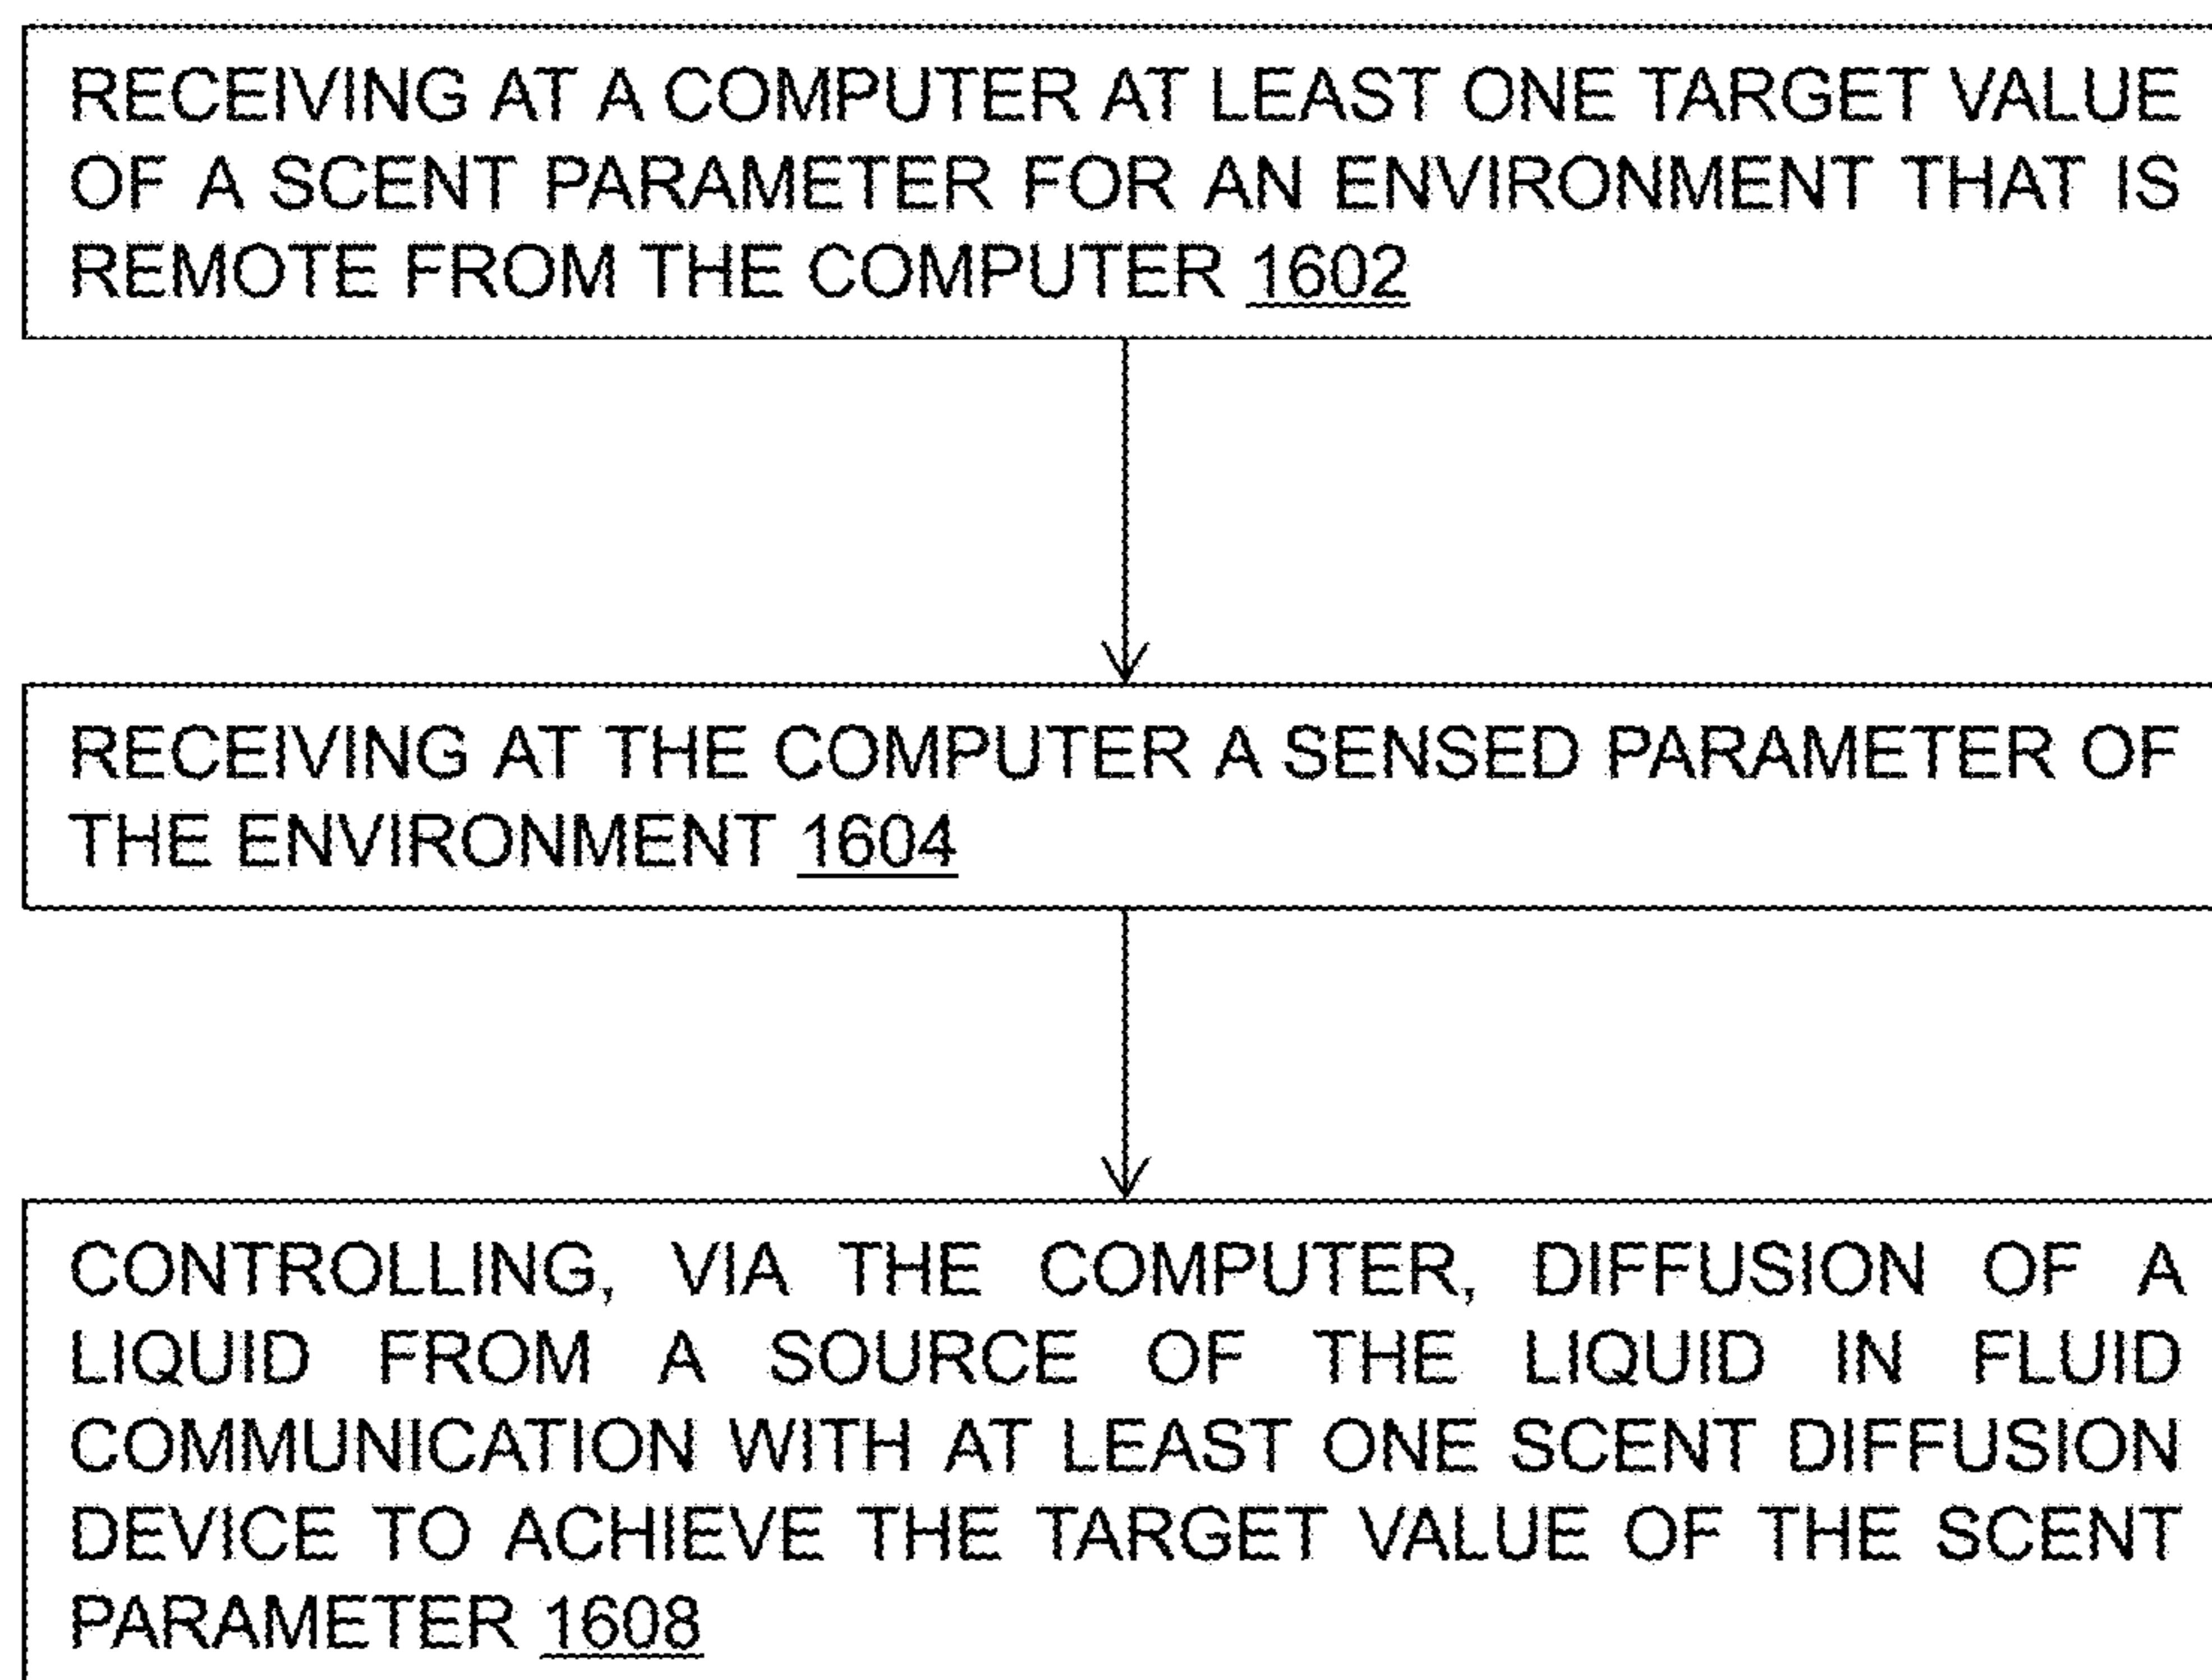 RECEIVING AT A COMPUTER AT LEAST ONE TARGET VALUE
OF A SCENT PARAMETER FOR AN ENVIRONMENT THAT IS
REMOTE FROM THE COMPUTER 1602
RECEIVING AT THE COMPUTER A SENSED PARAMETER OF
THE ENVIRONMENT 1604
CONTROLLING, VIA THE COMPUTER, DIFFUSION OF A
LIQUID FROM A SOURCE OF THE LIQUID IN FLUID
COMMUNICATION WITH AT LEAST ONE SCENT DIFFUSION
DEVICE TO ACHIEVE THE TARGET VALUE OF THE SCENT
PARAMETER 1608